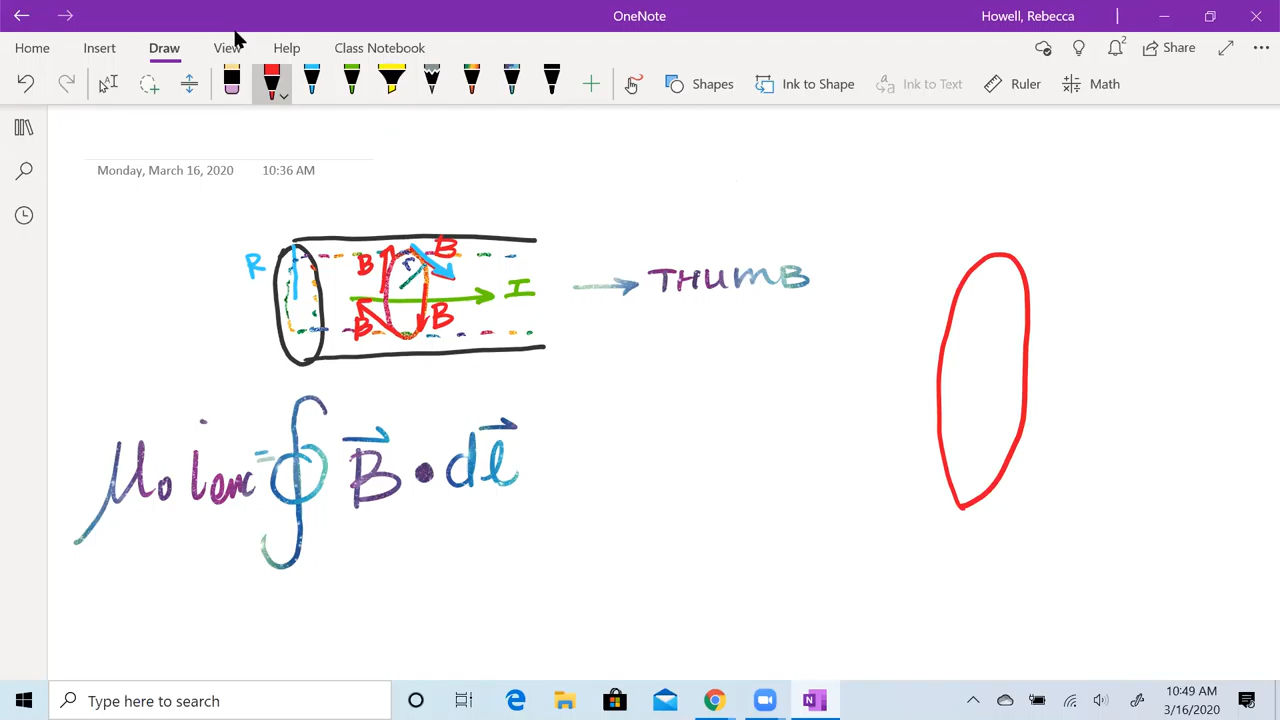 OneNote
Howell, Rebecca
Home Insert Draw View Help Class Notebook
2
Share
Shapes Ink to Shape Ink to Text Ruler Math
Monday, March 16, 2020 10:36 AM
R
B
r
B
I
B
B
THUMB
μ₀ i enc = ∮ B⃗ • dl⃗
Type here to search
10:49 AM
3/16/2020